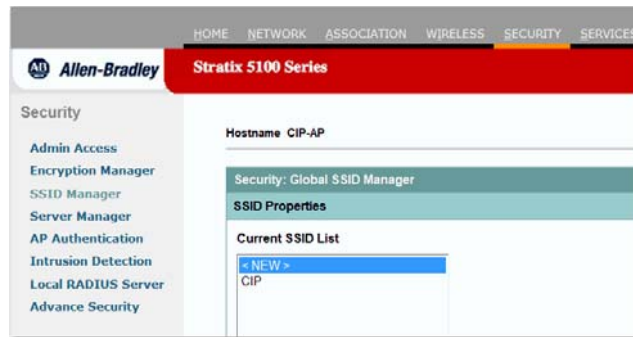 HOME NETWORK ASSOCIATION WIRELESS SECURITY SERVICES
AB Allen-Bradley
Stratix 5100 Series
Security
Admin Access
Encryption Manager
SSID Manager
Server Manager
AP Authentication
Intrusion Detection
Local RADIUS Server
Advance Security
Hostname CIP-AP
Security: Global SSID Manager
SSID Properties
Current SSID List
< NEW >
CIP